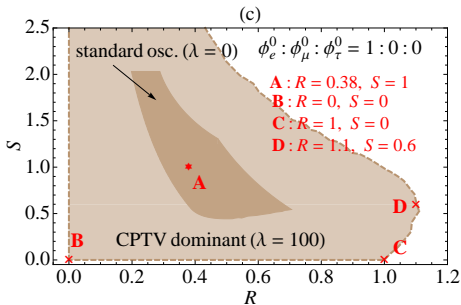 (c)
standard osc. (λ = 0)
ϕ_e^0 : ϕ_μ^0 : ϕ_τ^0 = 1 : 0 : 0
A : R = 0.38, S = 1
B : R = 0, S = 0
C : R = 1, S = 0
D : R = 1.1, S = 0.6
A
D
B
CPTV dominant (λ = 100)
C
S
2.5
2.0
1.5
1.0
0.5
0.0
0.0 0.2 0.4 0.6 0.8 1.0 1.2
R